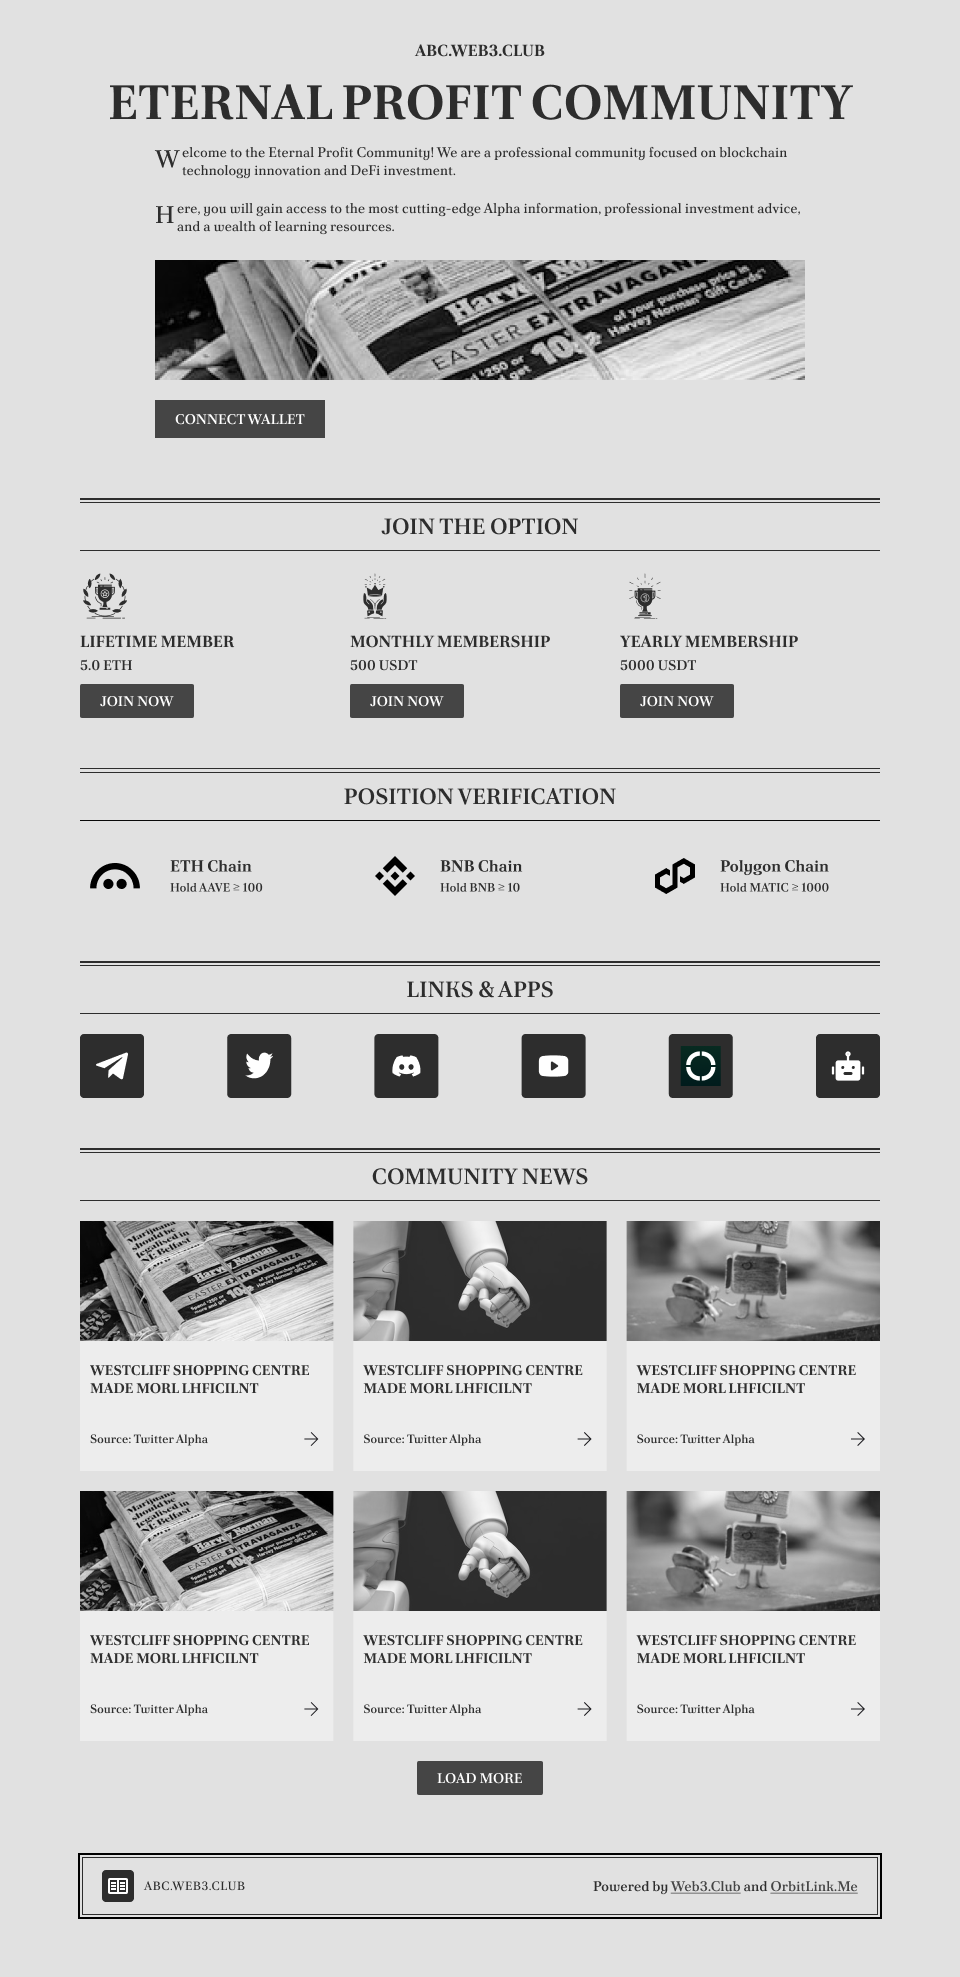 ABC.WEB3.CLUB
ETERNAL PROFIT COMMUNITY
Welcome to the Eternal Profit Community! We are a professional community focused on blockchain
technology innovation and DeFi investment.
Here, you will gain access to the most cutting-edge Alpha information, professional investment advice,
and a wealth of learning resources.
EASTER EXTRAVAGANZA
of your purchase price in
Harvey Norman Gift Cards
CONNECT WALLET
JOIN THE OPTION
LIFETIME MEMBER
5.0 ETH
JOIN NOW
MONTHLY MEMBERSHIP
500 USDT
JOIN NOW
YEARLY MEMBERSHIP
5000 USDT
JOIN NOW
POSITION VERIFICATION
ETH Chain
Hold AAVE ≥ 100
BNB Chain
Hold BNB ≥ 10
Polygon Chain
Hold MATIC ≥ 1000
LINKS & APPS
COMMUNITY NEWS
Marijuana
should be
legalised in
NI: Belfast
Harvey Norman
EASTER EXTRAVAGANZA
WESTCLIFF SHOPPING CENTRE
MADE MORL LHFICILNT
Source: Twitter Alpha
WESTCLIFF SHOPPING CENTRE
MADE MORL LHFICILNT
Source: Twitter Alpha
WESTCLIFF SHOPPING CENTRE
MADE MORL LHFICILNT
Source: Twitter Alpha
Marijuana
should be
legalised in
NI: Belfast
Harvey Norman
EASTER EXTRAVAGANZA
WESTCLIFF SHOPPING CENTRE
MADE MORL LHFICILNT
Source: Twitter Alpha
WESTCLIFF SHOPPING CENTRE
MADE MORL LHFICILNT
Source: Twitter Alpha
WESTCLIFF SHOPPING CENTRE
MADE MORL LHFICILNT
Source: Twitter Alpha
LOAD MORE
ABC.WEB3.CLUB
Powered by Web3.Club and OrbitLink.Me